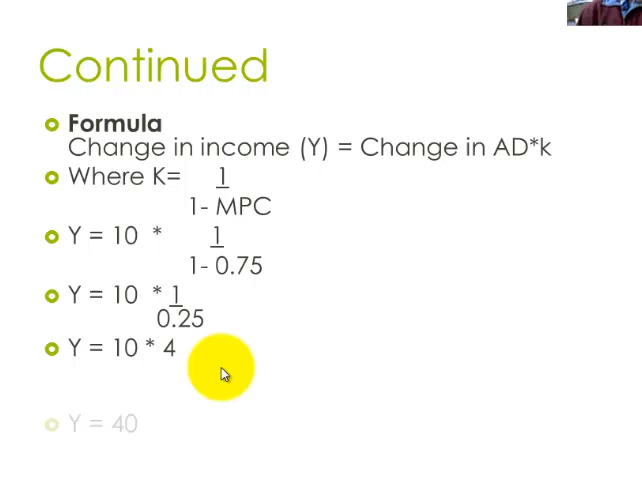 Continued
Formula
Change in income (Y) = Change in AD*k
Where K= 1
1- MPC
Y = 10 * 1
1- 0.75
Y = 10 * 1
0.25
Y = 10 * 4
Y = 40